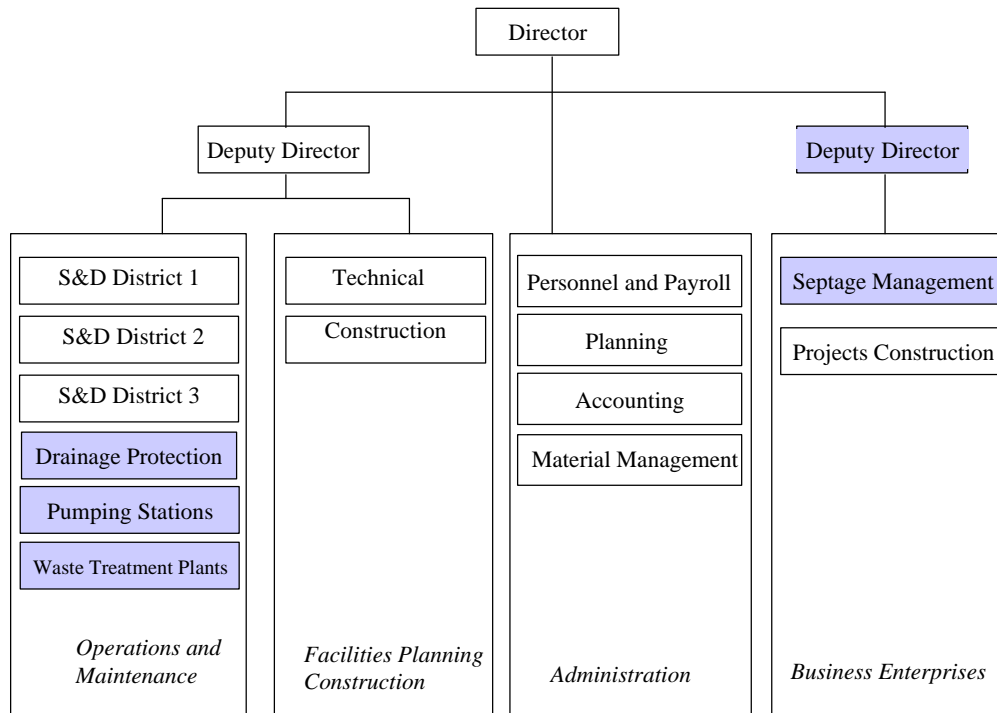 Director
Deputy Director
Deputy Director
S&D District 1
S&D District 2
S&D District 3
Drainage Protection
Pumping Stations
Waste Treatment Plants
Operations and
Maintenance
Technical
Construction
Facilities Planning
Construction
Personnel and Payroll
Planning
Accounting
Material Management
Administration
Septage Management
Projects Construction
Business Enterprises